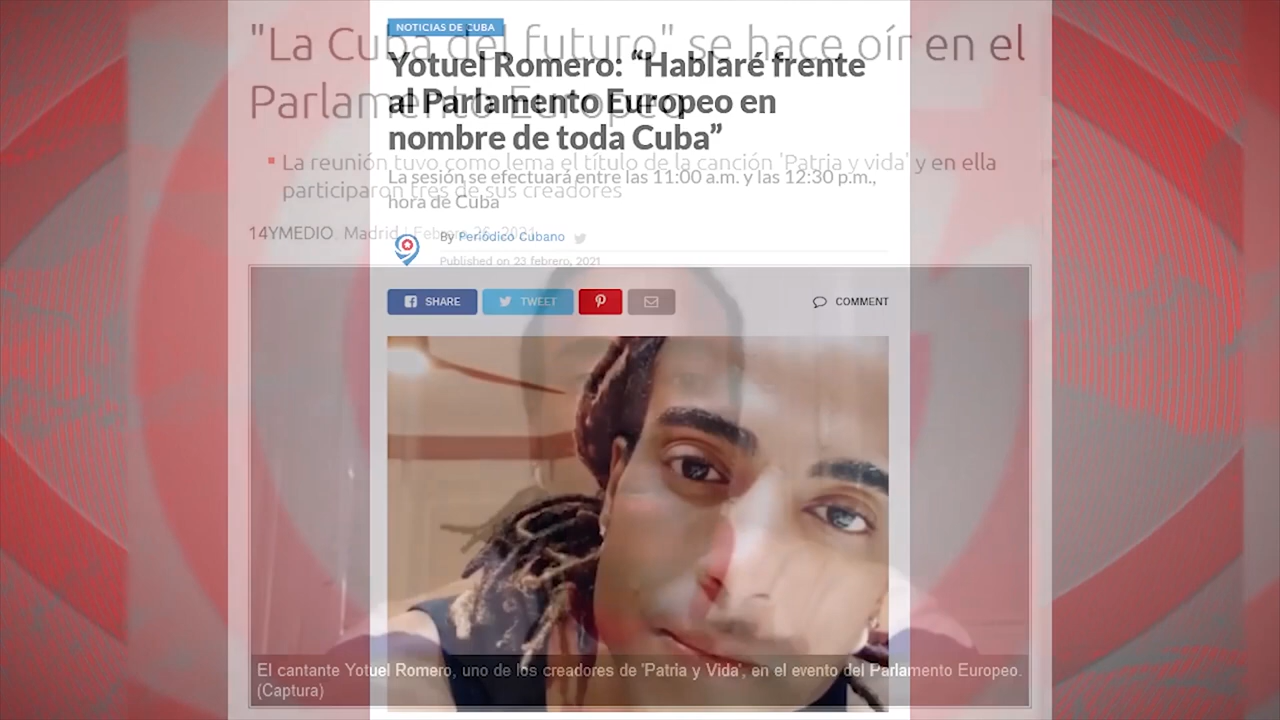 "La Cuba del futuro" se hace oír en el
Parlamento Europeo
La reunión tuvo como lema el título de la canción 'Patria y vida' y en ella
participaron tres de sus creadores
14YMEDIO, Madrid | Febrero 26, 2021
NOTICIAS DE CUBA
Yotuel Romero: “Hablaré frente
al Parlamento Europeo en
nombre de toda Cuba”
La sesión se efectuará entre las 11:00 a.m. y las 12:30 p.m.,
hora de Cuba
By Periódico Cubano
Published on 23 febrero, 2021
SHARE
TWEET
COMMENT
El cantante Yotuel Romero, uno de los creadores de 'Patria y Vida', en el evento del Parlamento Europeo.
(Captura)